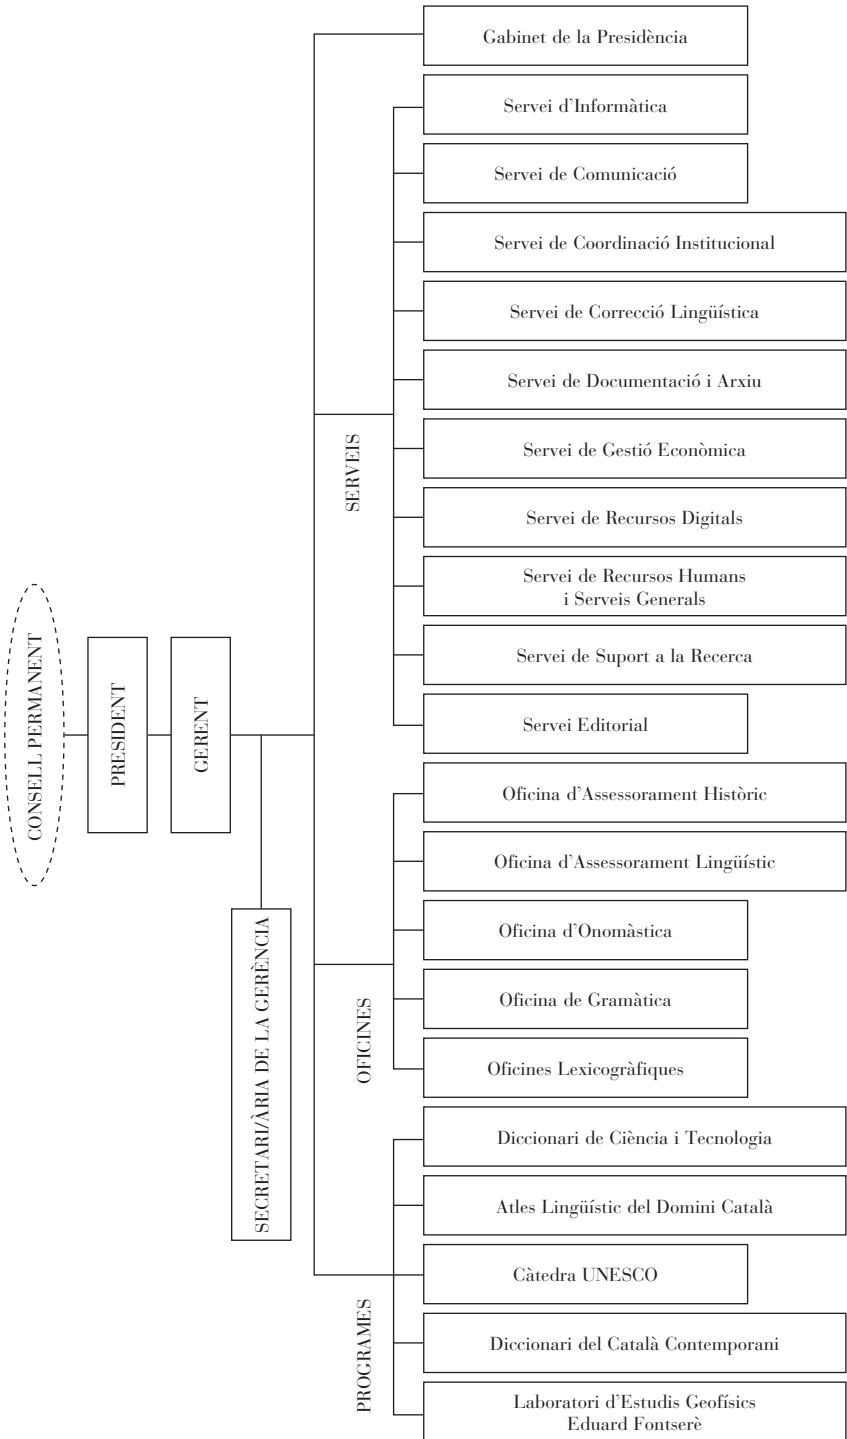 CONSELL PERMANENT
PRESIDENT
GERENT
SECRETARI/ÀRIA DE LA GERÈNCIA
Gabinet de la Presidència
SERVEIS
Servei d'Informàtica
Servei de Comunicació
Servei de Coordinació Institucional
Servei de Correcció Lingüística
Servei de Documentació i Arxiu
Servei de Gestió Econòmica
Servei de Recursos Digitals
Servei de Recursos Humans
i Serveis Generals
Servei de Suport a la Recerca
Servei Editorial
OFICINES
Oficina d'Assessorament Històric
Oficina d'Assessorament Lingüístic
Oficina d'Onomàstica
Oficina de Gramàtica
Oficines Lexicogràfiques
PROGRAMES
Diccionari de Ciència i Tecnologia
Atles Lingüístic del Domini Català
Càtedra UNESCO
Diccionari del Català Contemporani
Laboratori d'Estudis Geofísics
Eduard Fontserè